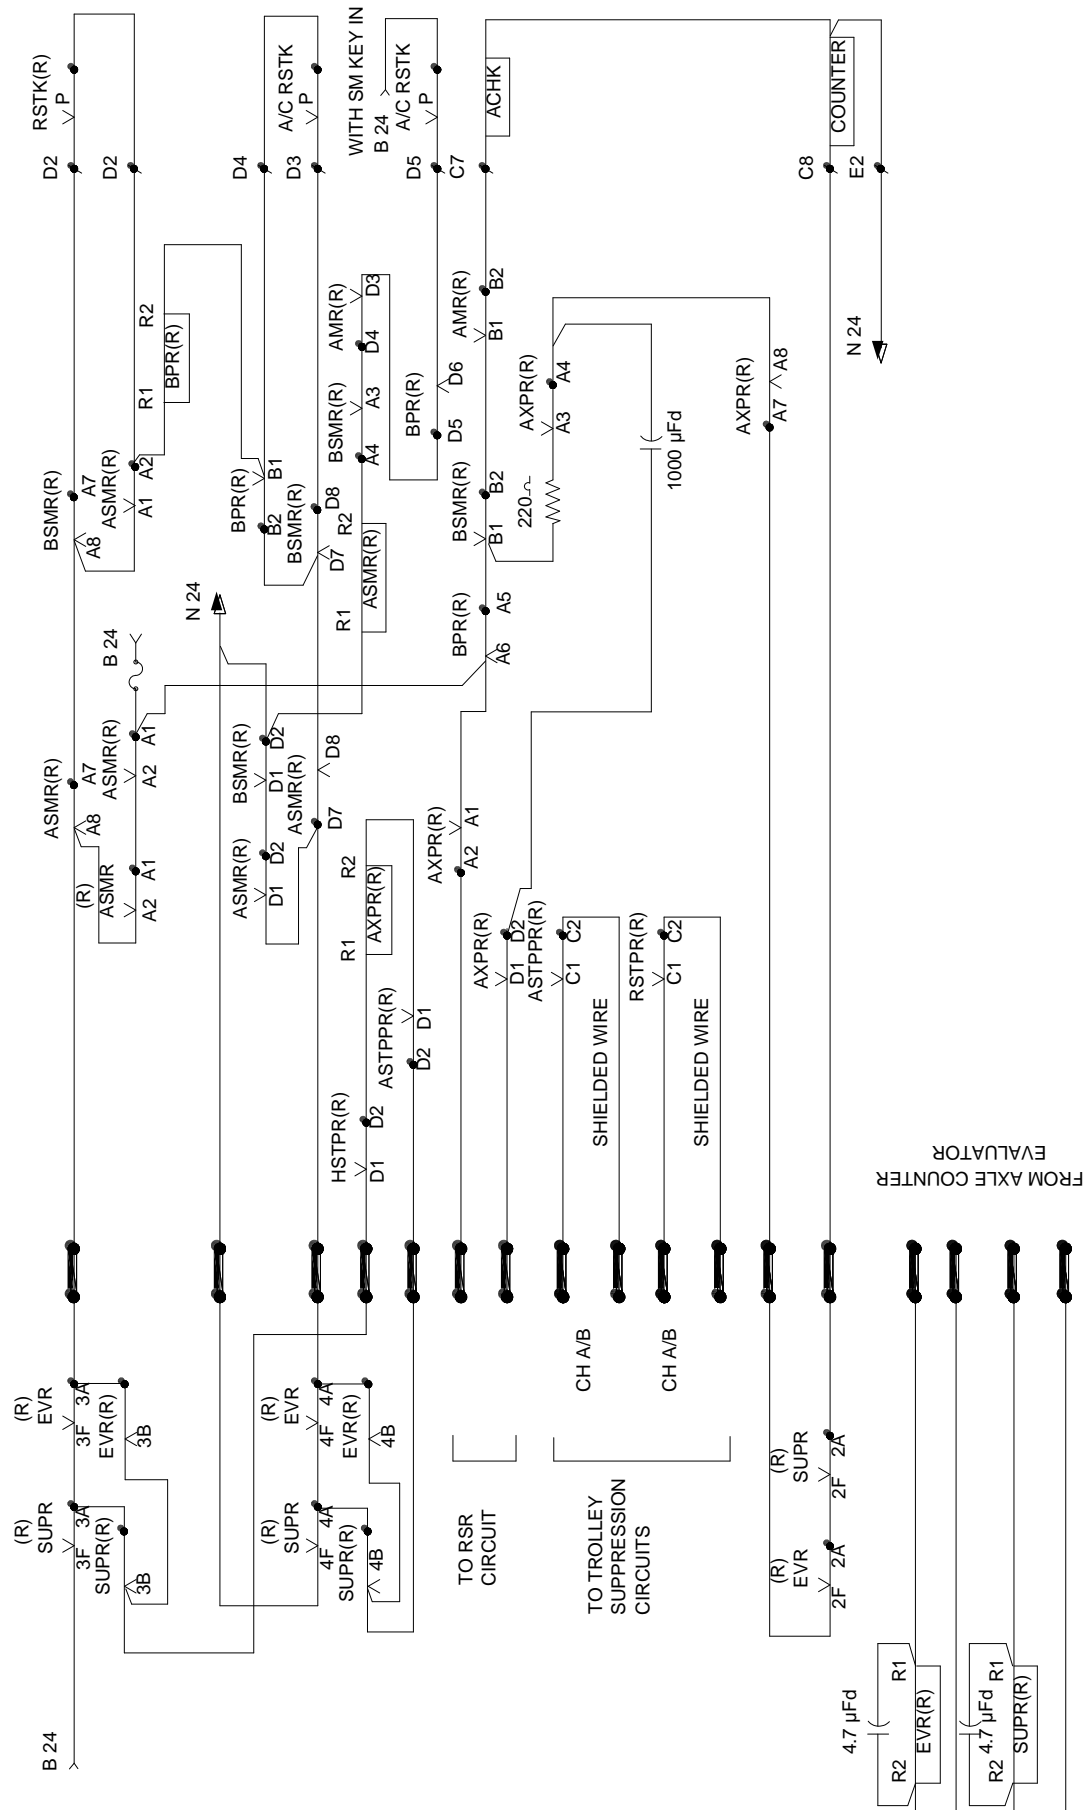 RSTK(R)
P
D2
D2
R2
BPR(R)
R1
BSMR(R)
A7
A8
ASMR(R)
A2
A1
B 24
ASMR(R)
A7
A8
ASMR(R)
A1
A2
(R)
ASMR
A1
A2
(R)
EVR
3A
3F
EVR(R)
3B
(R)
SUPR
3A
3F
SUPR(R)
3B
B 24
A/C RSTK
P
D4
D3
BPR(R)
B1
B2
BSMR(R)
D8
D7
N 24
BSMR(R)
D2
D1
ASMR(R)
D8
D7
ASMR(R)
D2
D1
(R)
EVR
4A
4F
EVR(R)
4B
(R)
SUPR
4A
4F
SUPR(R)
4B
WITH SM KEY IN
B 24
A/C RSTK
P
D5
AMR(R)
D3
D4
BSMR(R)
A3
A4
R2
ASMR(R)
R1
BPR(R)
D6
D5
R2
AXPR(R)
R1
HSTPR(R)
D2
D1
ASTPPR(R)
D1
D2
ACHK
C7
AMR(R)
B2
B1
BSMR(R)
B2
B1
BPR(R)
A5
A6
AXPR(R)
A1
A2
220
AXPR(R)
A4
A3
1000 µFd
AXPR(R)
D2
D1
TO RSR
CIRCUIT
ASTPPR(R)
C2
C1
SHIELDED WIRE
CH A/B
RSTPR(R)
C2
C1
SHIELDED WIRE
CH A/B
TO TROLLEY
SUPPRESSION
CIRCUITS
AXPR(R)
A8
A7
COUNTER
C8
E2
N 24
(R)
SUPR
2A
2F
(R)
EVR
2A
2F
FROM AXLE COUNTER
EVALUATOR
4.7 µFd
R1
EVR(R)
R2
4.7 µFd
R1
SUPR(R)
R2